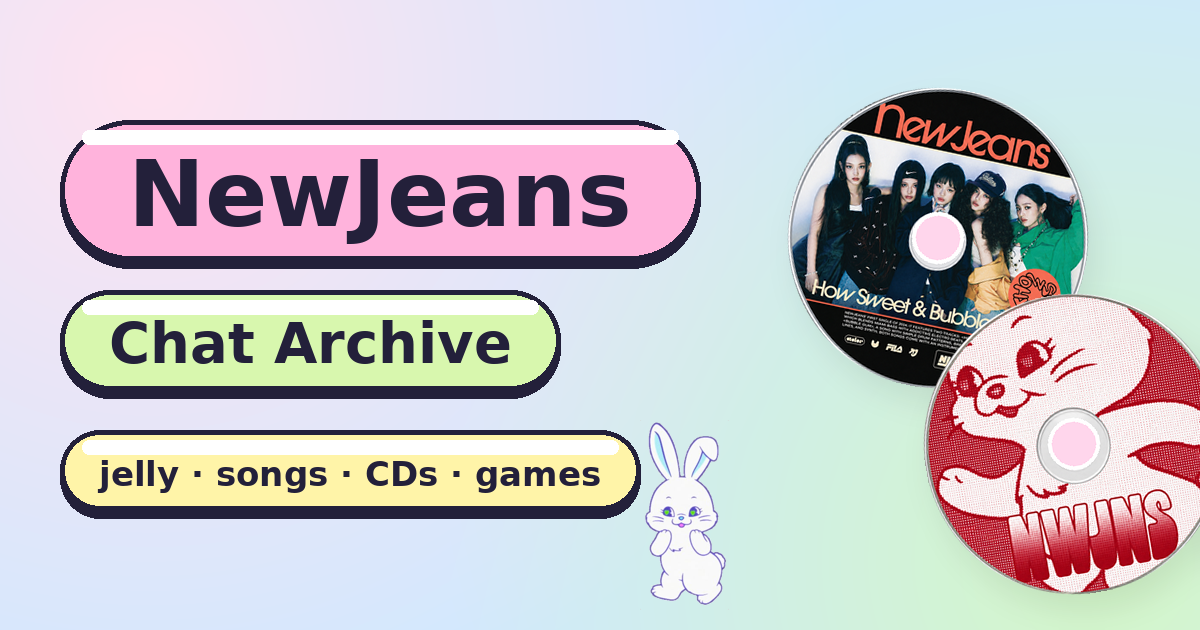 NewJeans
Chat Archive
jelly · songs · CDs · games
NewJeans
How Sweet & Bubble
NWJNS